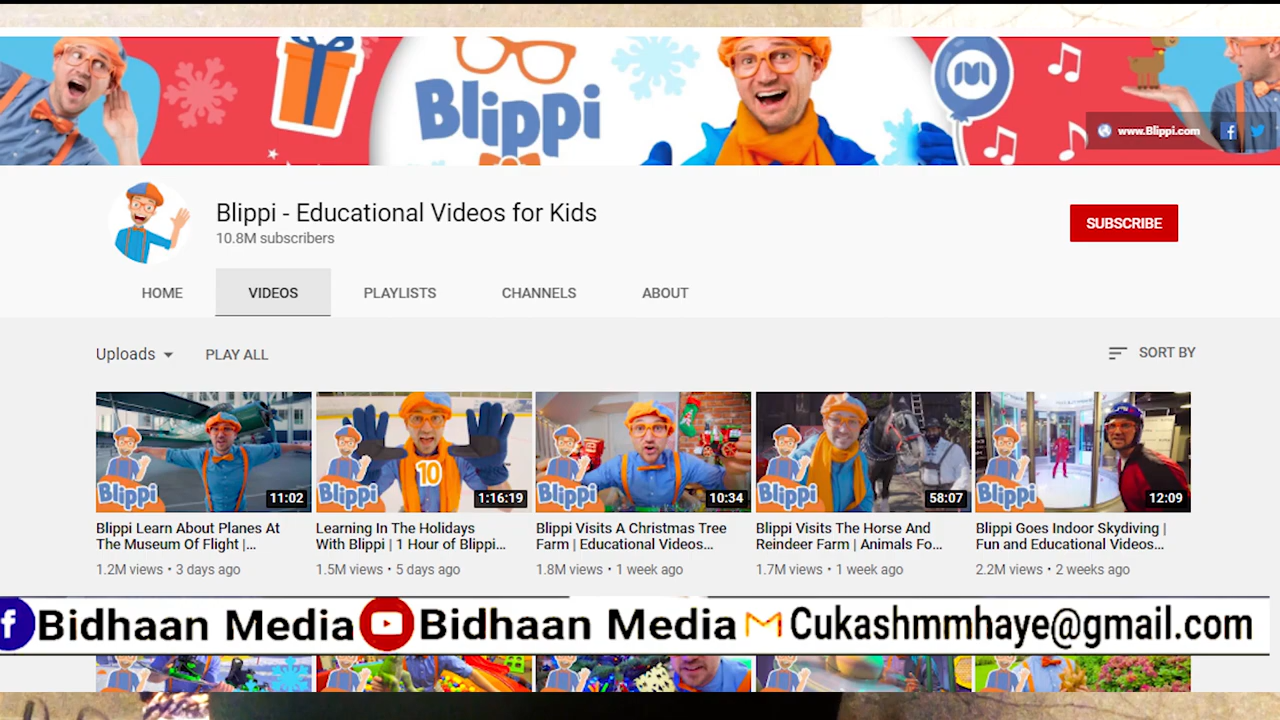 Blippi
www.Blippi.com
Blippi - Educational Videos for Kids
10.8M subscribers
SUBSCRIBE
HOME
VIDEOS
PLAYLISTS
CHANNELS
ABOUT
Uploads
PLAY ALL
SORT BY
Blippi
11:02
Blippi
10
1:16:19
Blippi
10:34
Blippi
58:07
Blippi
12:09
Blippi Learn About Planes At
The Museum Of Flight |...
1.2M views • 3 days ago
Learning In The Holidays
With Blippi | 1 Hour of Blippi...
1.5M views • 5 days ago
Blippi Visits A Christmas Tree
Farm | Educational Videos...
1.8M views • 1 week ago
Blippi Visits The Horse And
Reindeer Farm | Animals Fo...
1.7M views • 1 week ago
Blippi Goes Indoor Skydiving |
Fun and Educational Videos...
2.2M views • 2 weeks ago
Bidhaan Media Bidhaan Media Cukashmmhaye@gmail.com